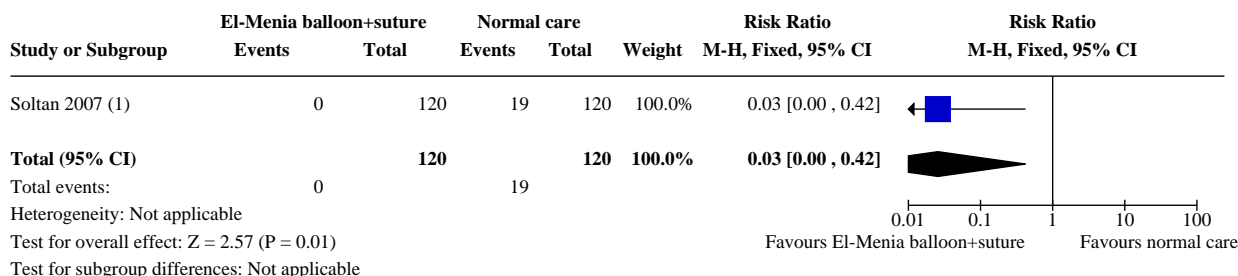 El-Menia balloon+suture Normal care Risk Ratio Risk Ratio
Study or Subgroup Events Total Events Total Weight M-H, Fixed, 95% CI M-H, Fixed, 95% CI
Soltan 2007 (1) 0 120 19 120 100.0% 0.03 [0.00 , 0.42]
Total (95% CI) 120 120 100.0% 0.03 [0.00 , 0.42]
Total events: 0 19
Heterogeneity: Not applicable
0.01 0.1 1 10 100
Test for overall effect: Z = 2.57 (P = 0.01)
Favours El-Menia balloon+suture Favours normal care
Test for subgroup differences: Not applicable